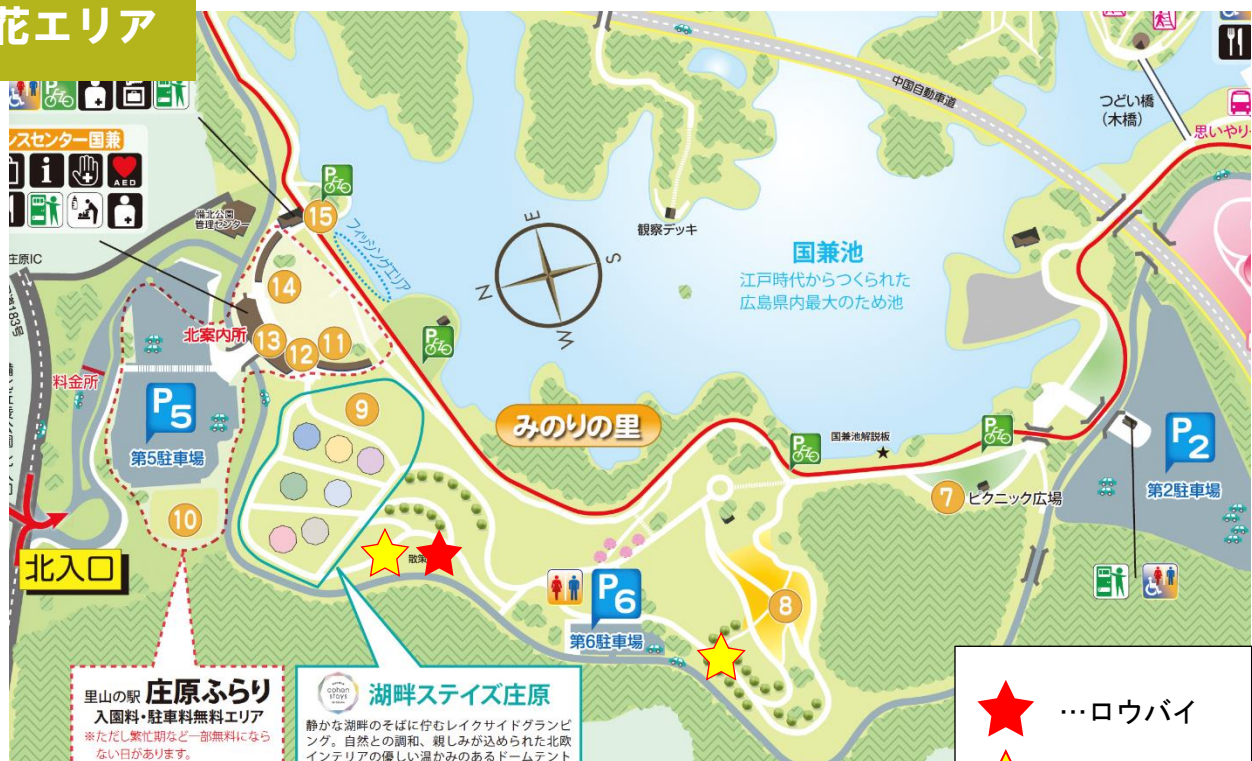 花エリア
ンスセンター国兼
AED
庄原IC
備北公園
管理センター
フィッシングエリア
北案内所
料金所
P5
第5駐車場
北入口
15
14
13
12
11
10
9
E
S
N
W
観察デッキ
国兼池
江戸時代からつくられた
広島県内最大のため池
中国自動車道
つどい橋
(木橋)
思いやり
みのりの里
国兼池解説板
★
7
ピクニック広場
P2
第2駐車場
散策
P6
第6駐車場
8
里山の駅 庄原ふらり
入園料・駐車料無料エリア
※ただし繁忙期など一部無料になら
ない日があります。
cohan
stays
湖畔ステイズ庄原
静かな湖畔のそばに佇むレイクサイドグランピ
ング。自然との調和、親しみが込められた北欧
インテリアの優しい温かみのあるドームテント
…ロウバイ